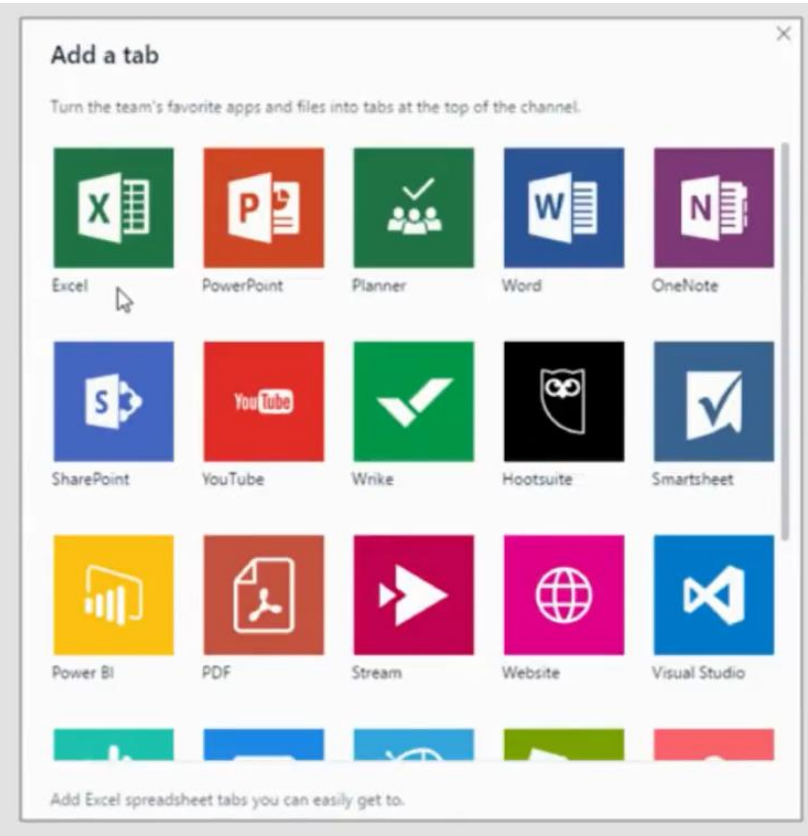 Add a tab
Turn the team's favorite apps and files into tabs at the top of the channel.
X P W N
Excel PowerPoint Planner Word OneNote
S YouTube
SharePoint YouTube Wrike Hootsuite Smartsheet
Power BI PDF Stream Website Visual Studio
Add Excel spreadsheet tabs you can easily get to.